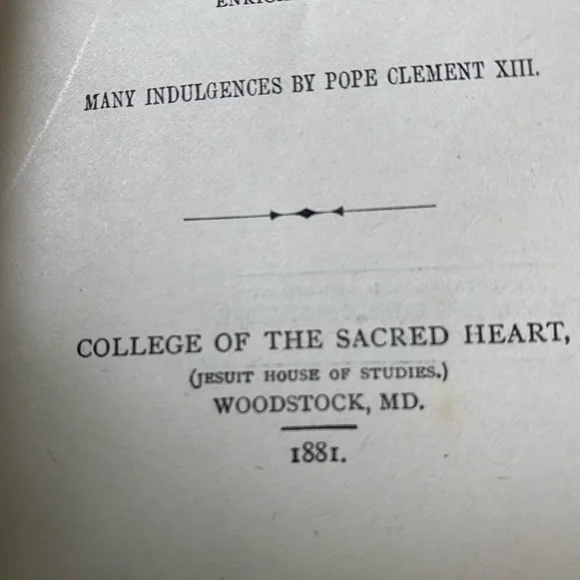 MANY INDULGENCES BY POPE CLEMENT XIII.
COLLEGE OF THE SACRED HEART,
(JESUIT HOUSE OF STUDIES.)
WOODSTOCK, MD.
1881.